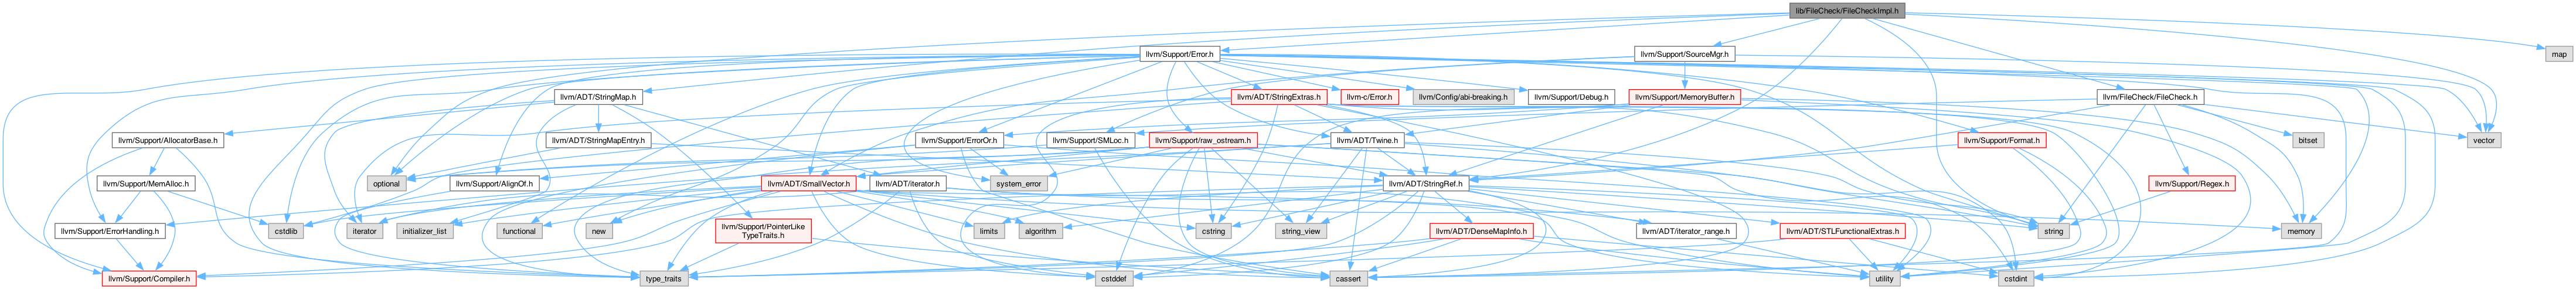 lib/FileCheck/FileCheckImpl.h
llvm/Support/Error.h
llvm/Support/SourceMgr.h
map
llvm/ADT/StringMap.h
llvm/ADT/StringExtras.h
llvm-c/Error.h
llvm/Config/abi-breaking.h
llvm/Support/Debug.h
llvm/Support/MemoryBuffer.h
llvm/FileCheck/FileCheck.h
llvm/Support/AllocatorBase.h
llvm/ADT/StringMapEntry.h
llvm/Support/ErrorOr.h
llvm/Support/SMLoc.h
llvm/Support/raw_ostream.h
llvm/ADT/Twine.h
llvm/Support/Format.h
bitset
vector
llvm/Support/MemAlloc.h
optional
llvm/Support/AlignOf.h
llvm/ADT/SmallVector.h
llvm/ADT/iterator.h
system_error
llvm/ADT/StringRef.h
llvm/Support/Regex.h
llvm/Support/ErrorHandling.h
cstdlib
iterator
initializer_list
functional
new
llvm/Support/PointerLike
TypeTraits.h
limits
algorithm
cstring
string_view
llvm/ADT/DenseMapInfo.h
llvm/ADT/iterator_range.h
llvm/ADT/STLFunctionalExtras.h
string
memory
llvm/Support/Compiler.h
type_traits
cstddef
cassert
utility
cstdint